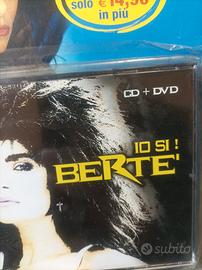 solo € 14,90
in più
CD + DVD
IO SI !
BERTE'
subito